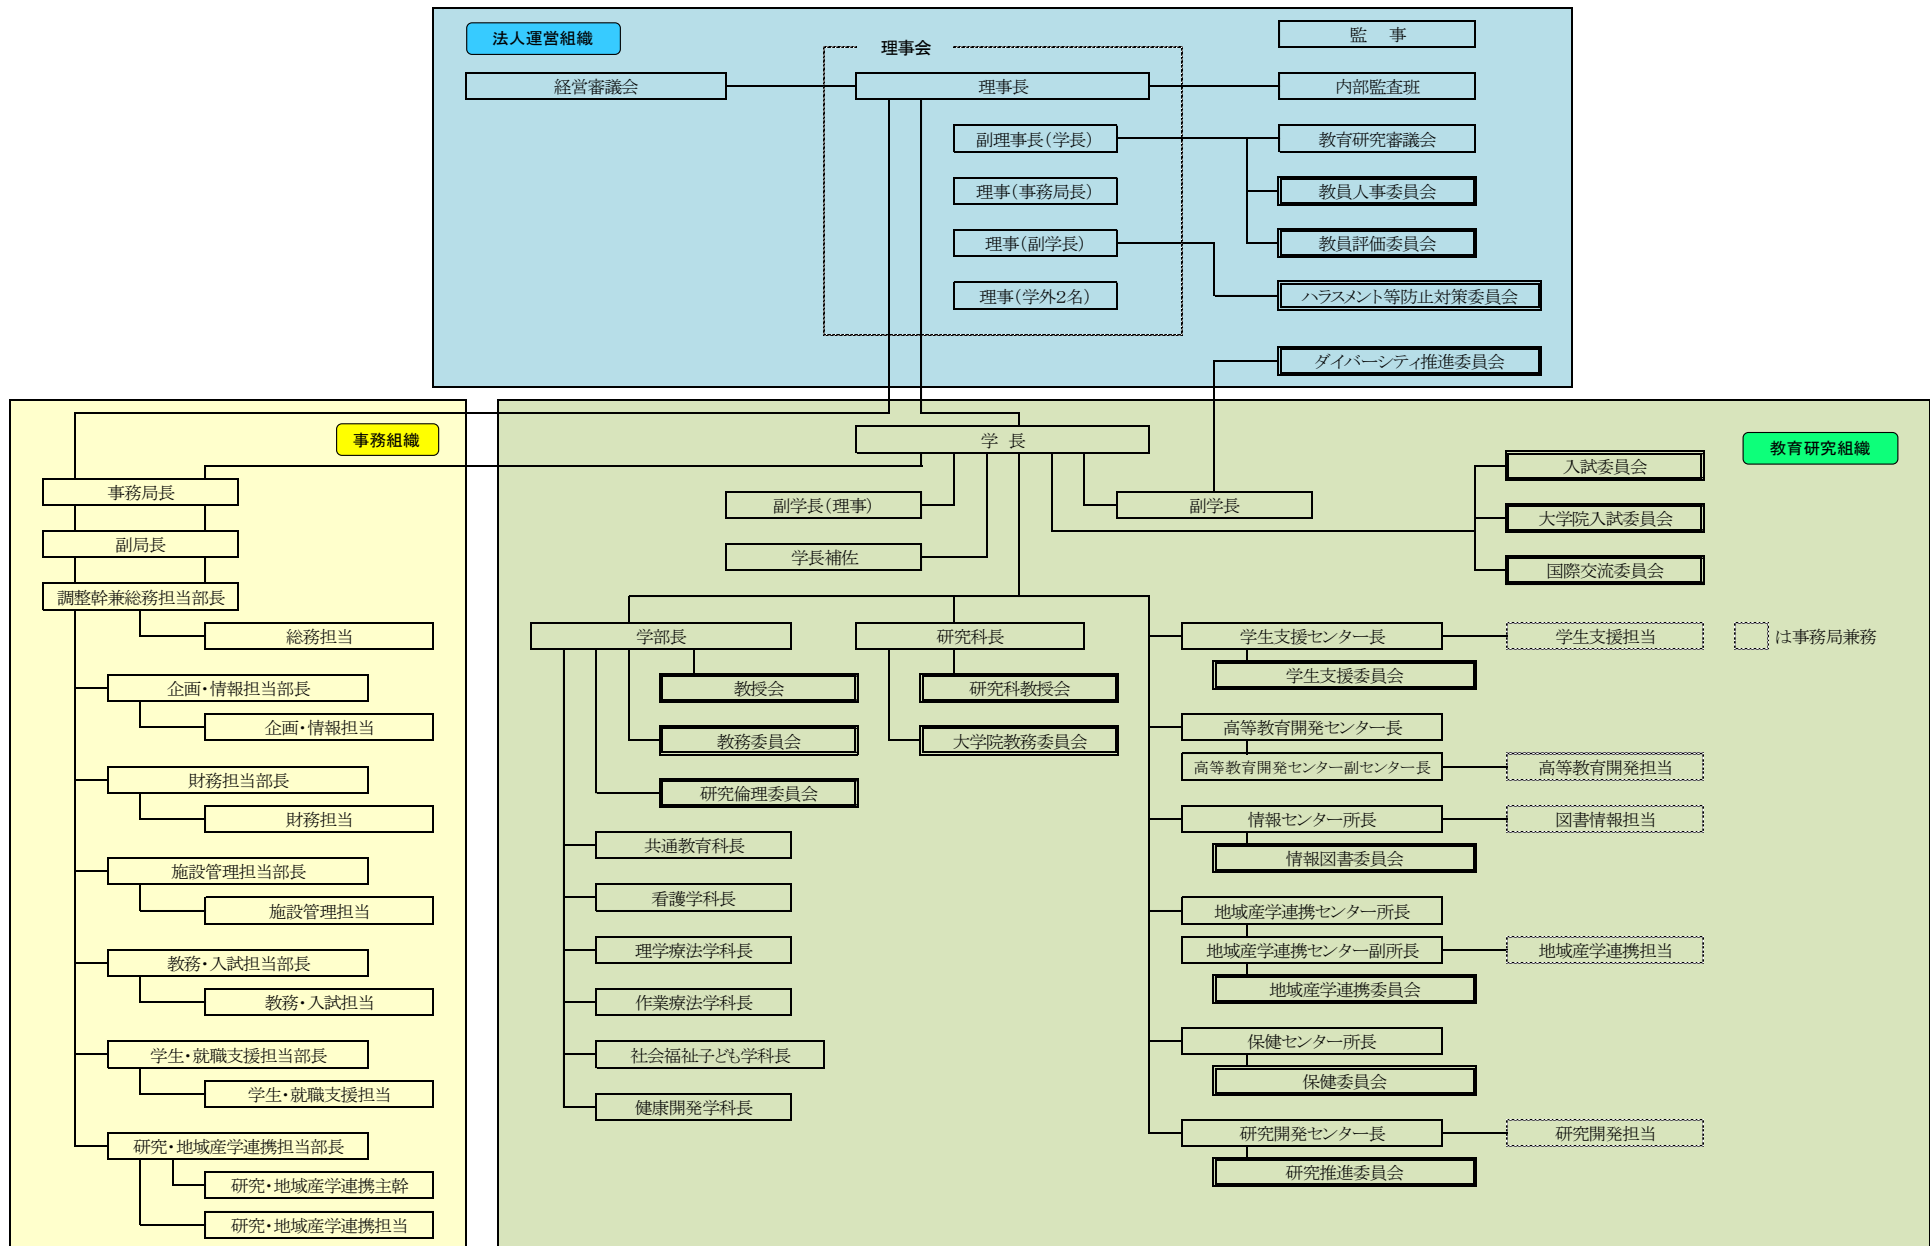 法人運営組織
理事会
監　事
経営審議会
理事長
内部監査班
副理事長(学長)
教育研究審議会
理事(事務局長)
教員人事委員会
理事(副学長)
教員評価委員会
理事(学外2名)
ハラスメント等防止対策委員会
ダイバーシティ推進委員会
事務組織
事務局長
副局長
調整幹兼総務担当部長
総務担当
企画・情報担当部長
企画・情報担当
財務担当部長
財務担当
施設管理担当部長
施設管理担当
教務・入試担当部長
教務・入試担当
学生・就職支援担当部長
学生・就職支援担当
研究・地域産学連携担当部長
研究・地域産学連携主幹
研究・地域産学連携担当
教育研究組織
学 長
副学長(理事)
副学長
学長補佐
入試委員会
大学院入試委員会
国際交流委員会
学部長
教授会
教務委員会
研究倫理委員会
共通教育科長
看護学科長
理学療法学科長
作業療法学科長
社会福祉子ども学科長
健康開発学科長
研究科長
研究科教授会
大学院教務委員会
学生支援センター長
学生支援担当
は事務局兼務
学生支援委員会
高等教育開発センター長
高等教育開発センター副センター長
高等教育開発担当
情報センター所長
図書情報担当
情報図書委員会
地域産学連携センター所長
地域産学連携センター副所長
地域産学連携担当
地域産学連携委員会
保健センター所長
保健委員会
研究開発センター長
研究開発担当
研究推進委員会